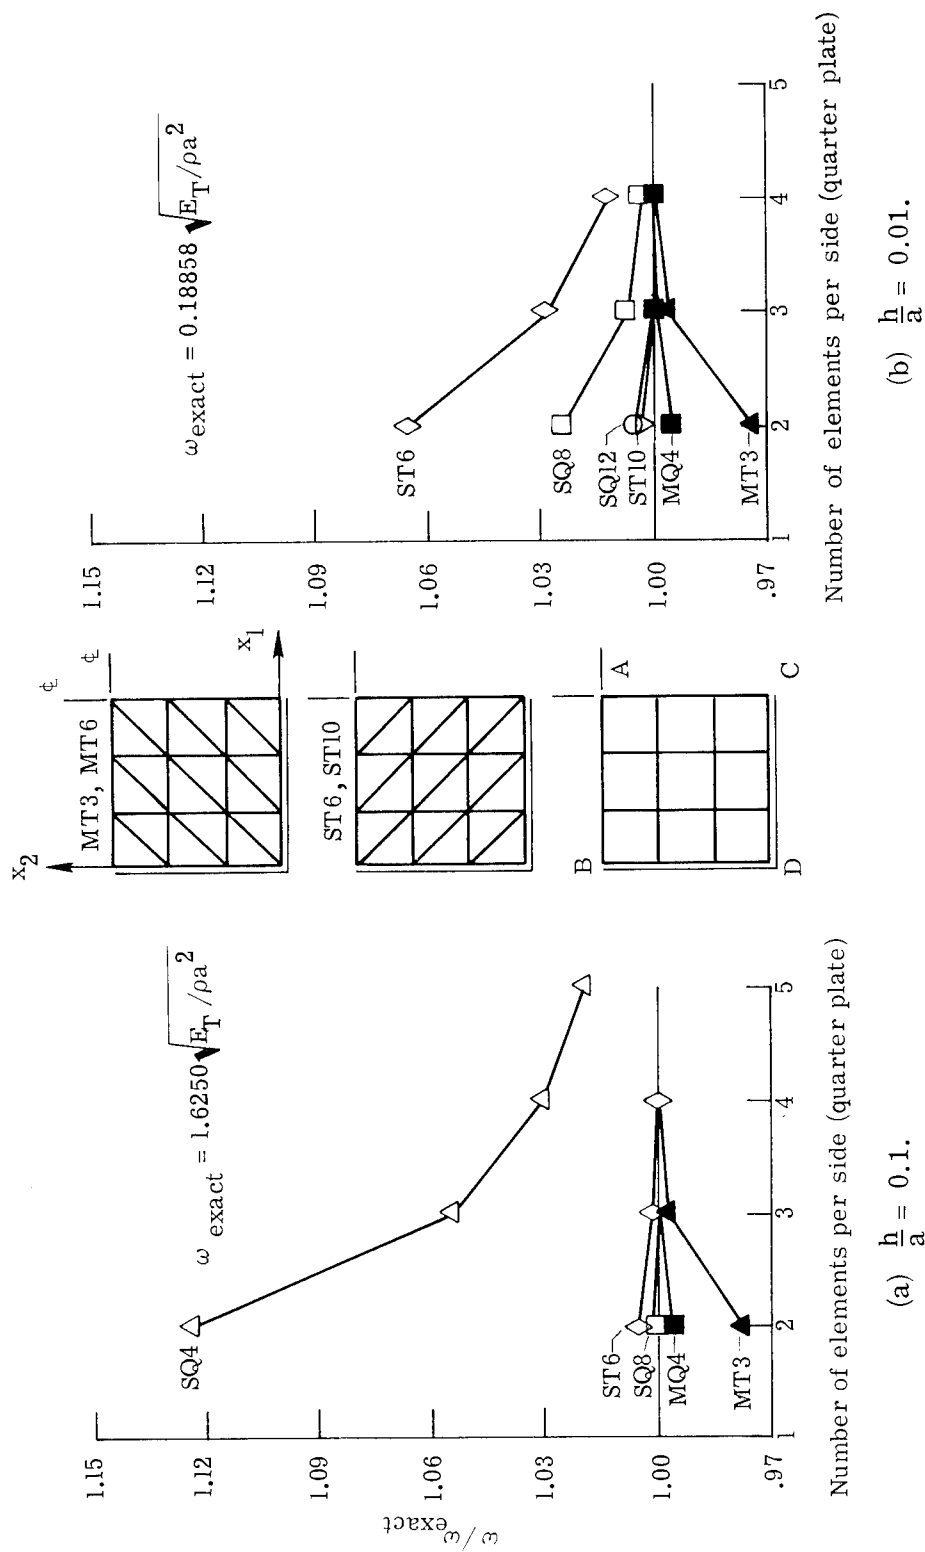 ω/ω exact
1.15
1.12
1.09
1.06
1.03
1.00
.97
ω exact = 1.6250 √E_T /ρa²
SQ4
ST6
SQ8
MQ4
MT3
1 2 3 4 5
Number of elements per side (quarter plate)
(a) h/a = 0.1.
x₂
MT3, MT6
℄
℄
x₁
ST6, ST10
B
A
D
C
1.15
1.12
1.09
1.06
1.03
1.00
.97
ω exact = 0.18858 √E_T /ρa²
ST6
SQ8
SQ12
ST10
MQ4
MT3
1 2 3 4 5
Number of elements per side (quarter plate)
(b) h/a = 0.01.